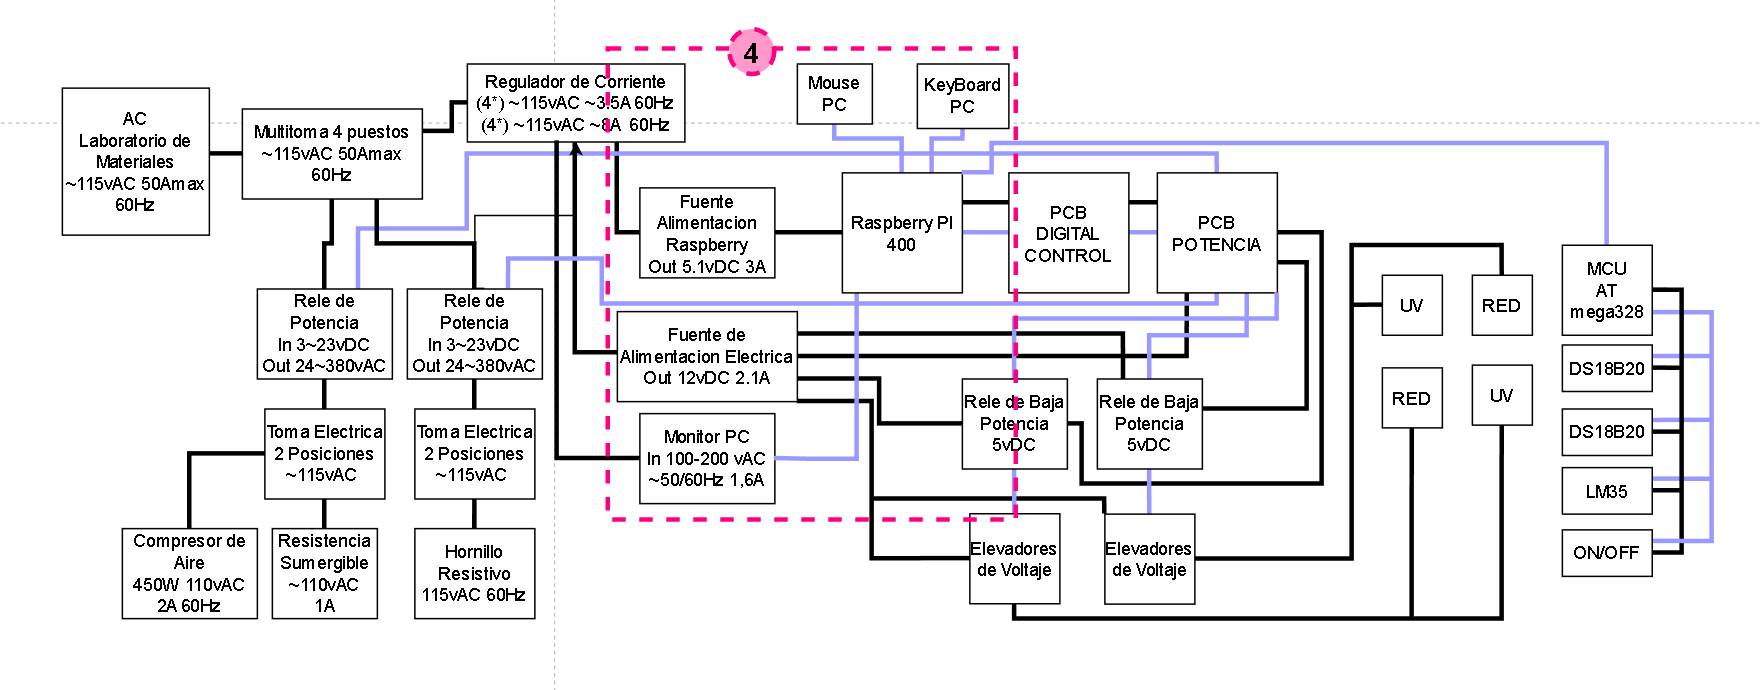 4
Regulador de Corriente
(4*) ~115vAC ~3.5A 60Hz
(4*) ~115vAC ~8A 60Hz
Mouse
PC
KeyBoard
PC
AC
Laboratorio de
Materiales
~115vAC 50Amax
60Hz
Multitoma 4 puestos
~115vAC 50Amax
60Hz
Fuente
Alimentacion
Raspberry
Out 5.1vDC 3A
Raspberry PI
400
PCB
DIGITAL
CONTROL
PCB
POTENCIA
MCU
AT
mega328
UV
RED
Rele de
Potencia
In 3~23vDC
Out 24~380vAC
Rele de
Potencia
In 3~23vDC
Out 24~380vAC
Fuente de
Alimentacion Electrica
Out 12vDC 2.1A
DS18B20
RED
UV
Rele de Baja
Potencia
5vDC
Rele de Baja
Potencia
5vDC
Toma Electrica
2 Posiciones
~115vAC
Toma Electrica
2 Posiciones
~115vAC
Monitor PC
In 100-200 vAC
~50/60Hz 1,6A
DS18B20
LM35
Compresor de
Aire
450W 110vAC
2A 60Hz
Resistencia
Sumergible
~110vAC
1A
Hornillo
Resistivo
115vAC 60Hz
Elevadores
de Voltaje
Elevadores
de Voltaje
ON/OFF